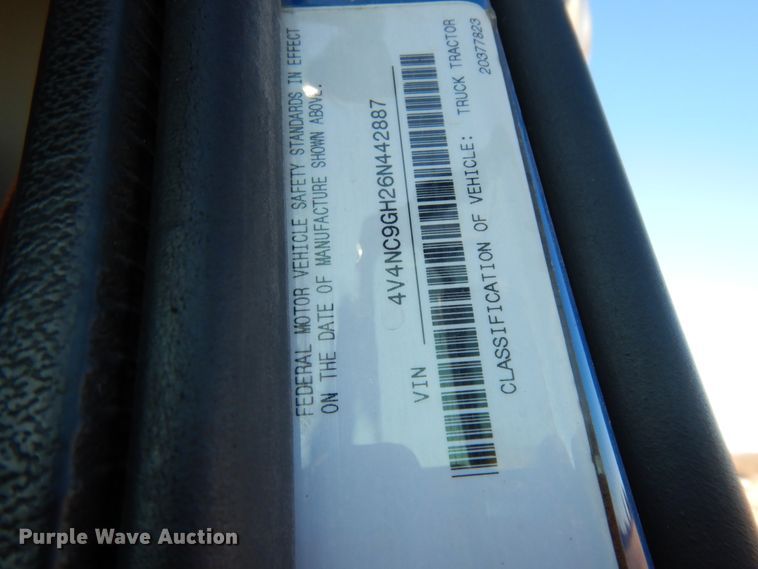 FEDERAL MOTOR VEHICLE SAFETY STANDARDS IN EFFECT
ON THE DATE OF MANUFACTURE SHOWN ABOVE.
VIN 4V4NC9GH26N442887
CLASSIFICATION OF VEHICLE: TRUCK TRACTOR
20377823
Purple Wave Auction